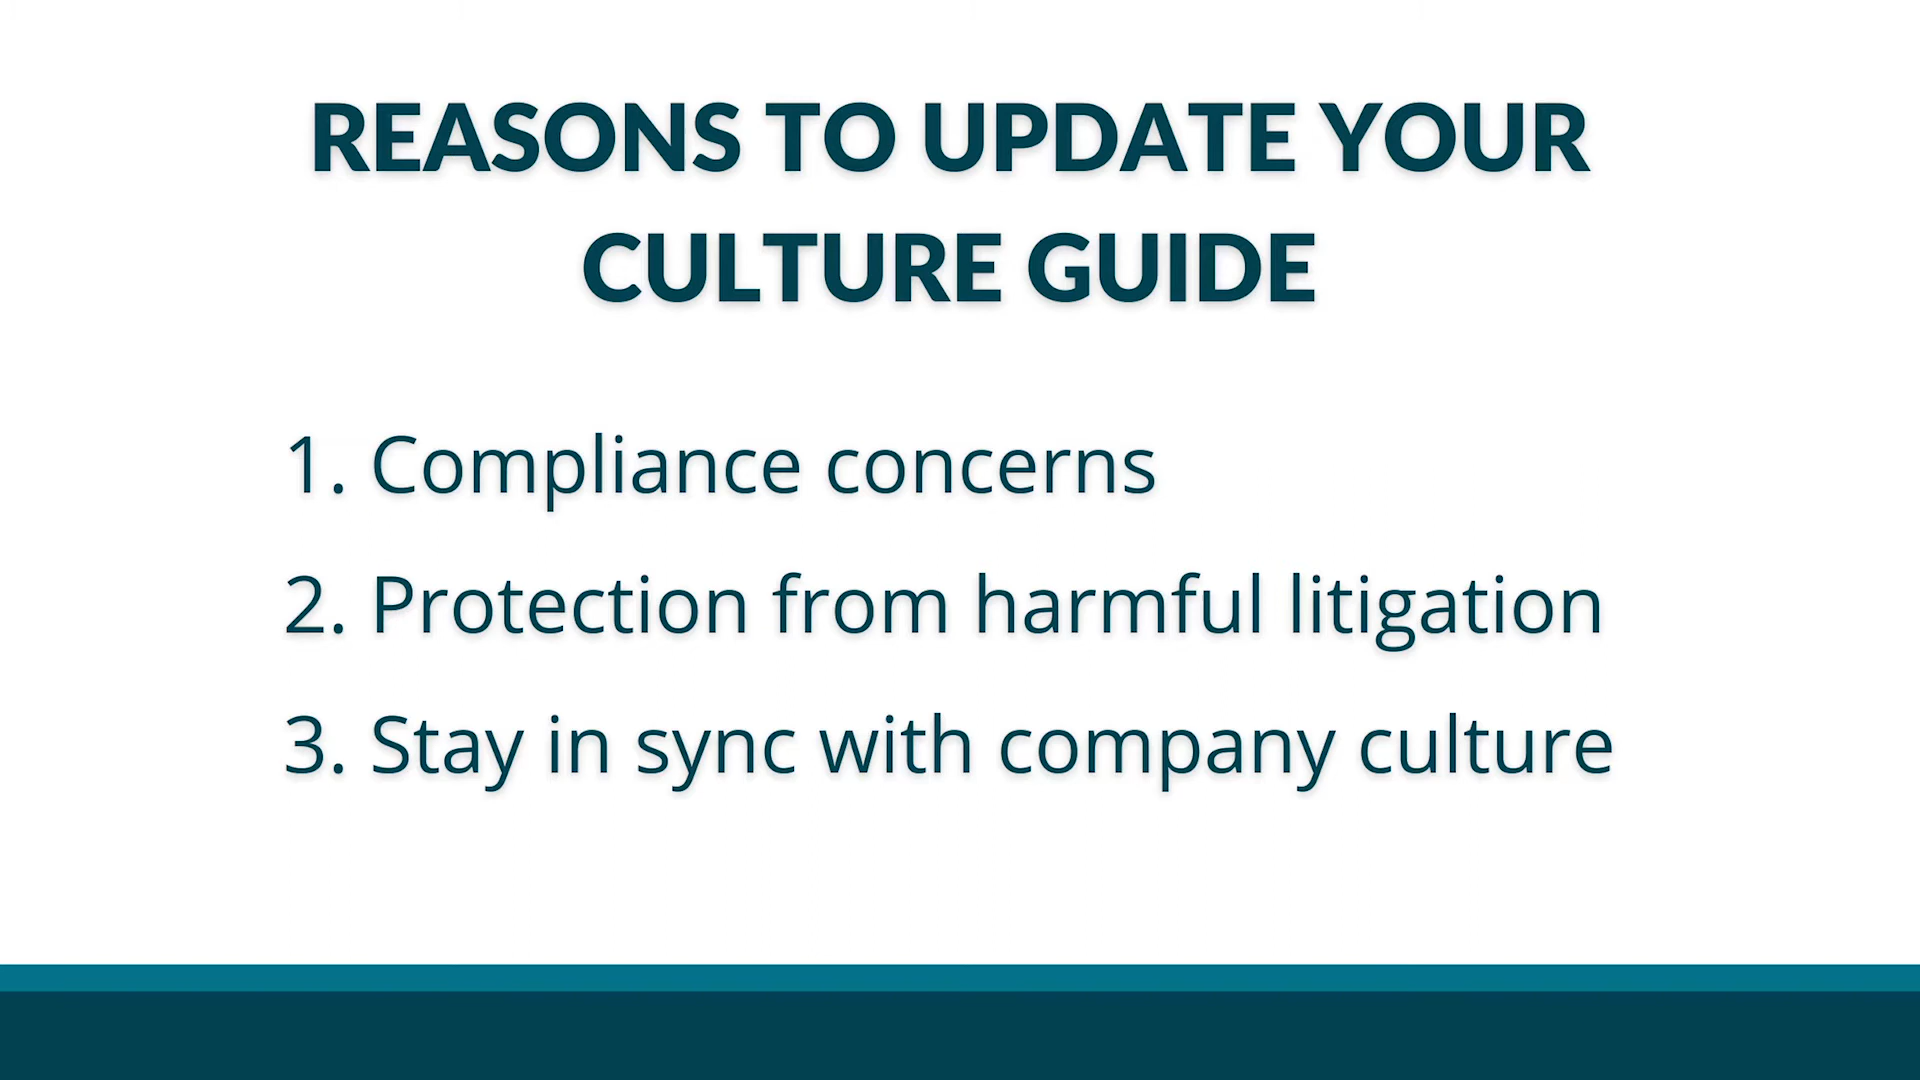 REASONS TO UPDATE YOUR
CULTURE GUIDE
1. Compliance concerns
2. Protection from harmful litigation
3. Stay in sync with company culture